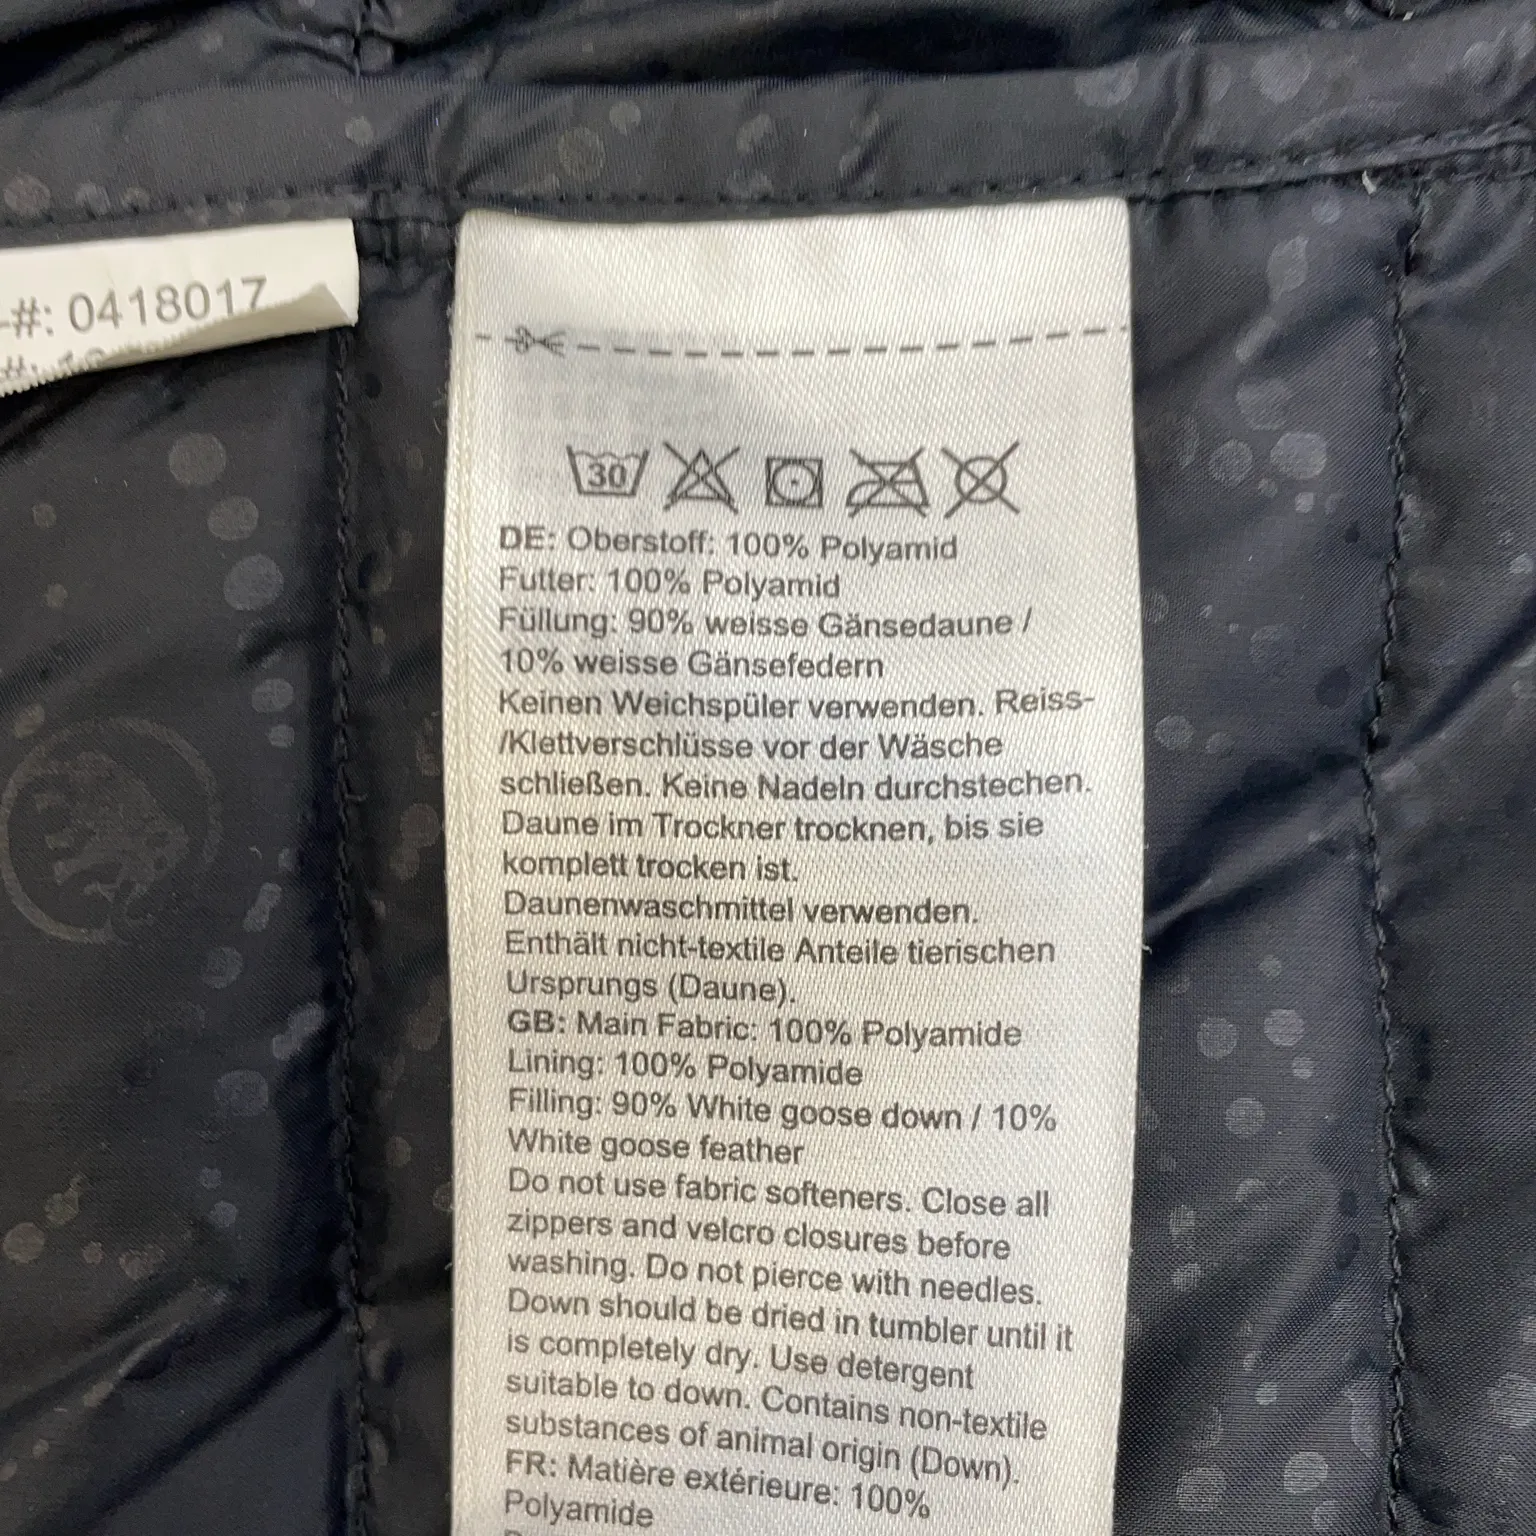 -#: 0418017
#:
30
DE: Oberstoff: 100% Polyamid
Futter: 100% Polyamid
Füllung: 90% weisse Gänsedaune /
10% weisse Gänsefedern
Keinen Weichspüler verwenden. Reiss-
/Klettverschlüsse vor der Wäsche
schließen. Keine Nadeln durchstechen.
Daune im Trockner trocknen, bis sie
komplett trocken ist.
Daunenwaschmittel verwenden.
Enthält nicht-textile Anteile tierischen
Ursprungs (Daune).
GB: Main Fabric: 100% Polyamide
Lining: 100% Polyamide
Filling: 90% White goose down / 10%
White goose feather
Do not use fabric softeners. Close all
zippers and velcro closures before
washing. Do not pierce with needles.
Down should be dried in tumbler until it
is completely dry. Use detergent
suitable to down. Contains non-textile
substances of animal origin (Down).
FR: Matière extérieure: 100%
Polyamide